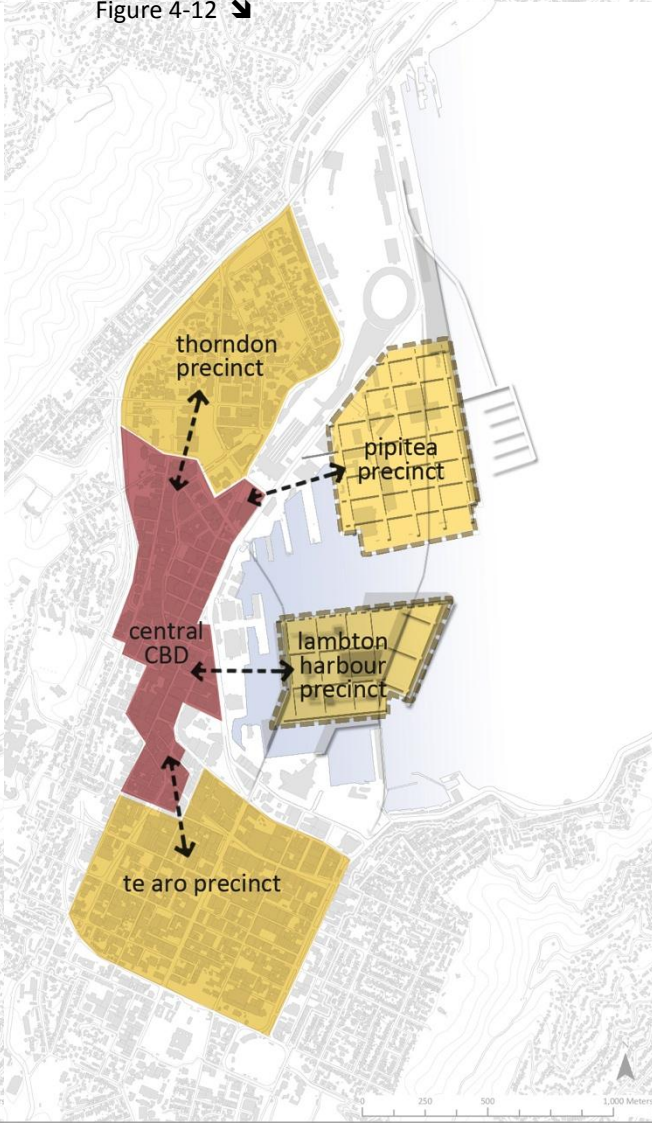 Figure 4-12 ➘
thorndon
precinct
pipitea
precinct
central
CBD
lambton
harbour
precinct
te aro precinct
0 250 500 1,000 Meters